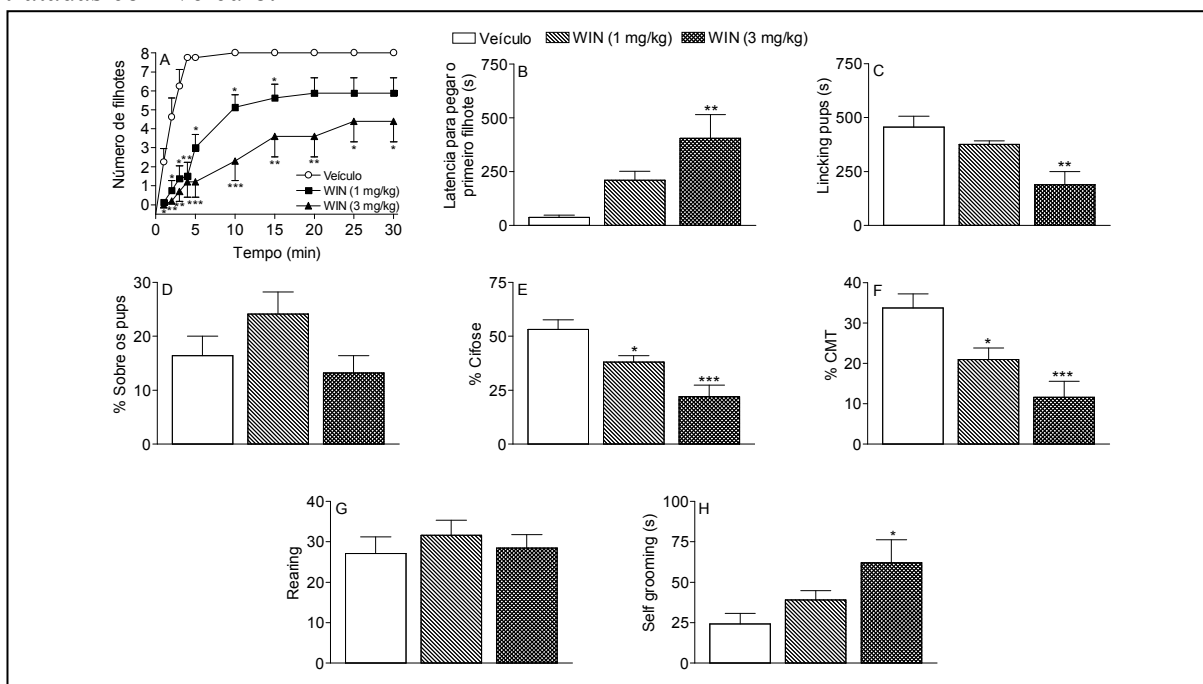 Veículo WIN (1 mg/kg) WIN (3 mg/kg)
A
Número de filhotes
8
7
6
5
4
3
2
1
0
* * * ** * * *
* ** ** *** *** ** ** * *
Veículo
WIN (1 mg/kg)
WIN (3 mg/kg)
0 5 10 15 20 25 30
Tempo (min)
B
Latencia para pegar o
primeiro filhote (s)
750
500
250
0
**
C
Lincking pups (s)
750
500
250
0
**
D
% Sobre os pups
30
20
10
0
E
% Cifose
75
50
25
0
*
***
F
% CMT
40
30
20
10
0
*
***
G
Rearing
40
30
20
10
0
H
Self grooming (s)
100
75
50
25
0
*